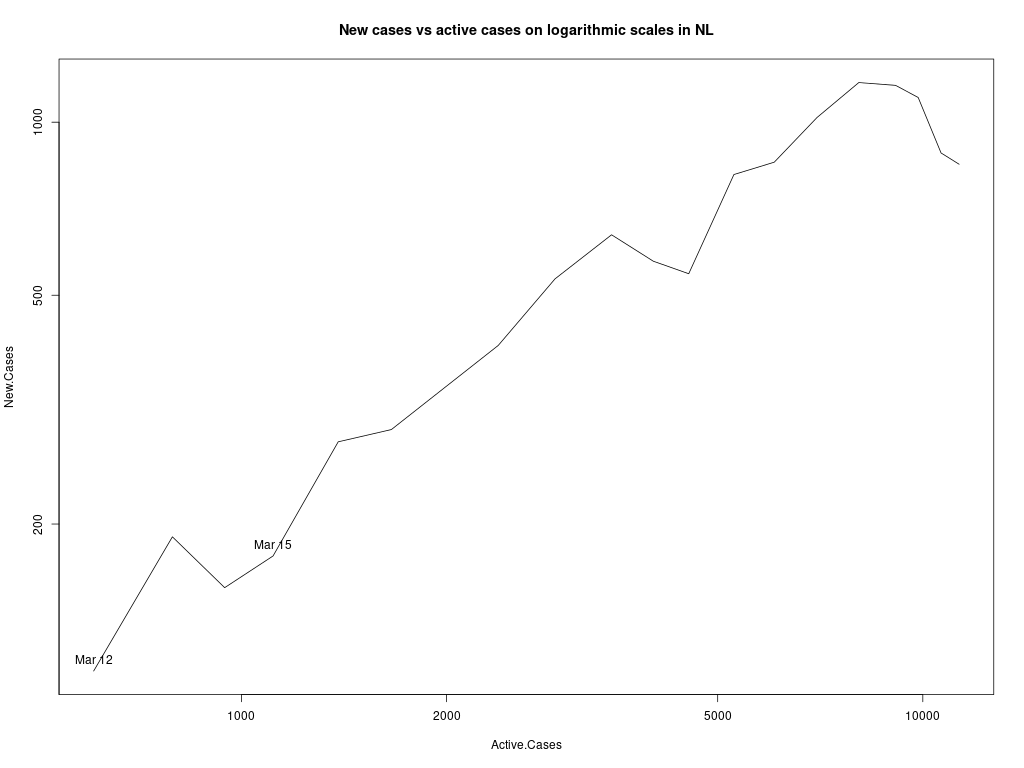 New cases vs active cases on logarithmic scales in NL
1000
500
200
New.Cases
Mar 15
Mar 12
1000 2000 5000 10000
Active.Cases